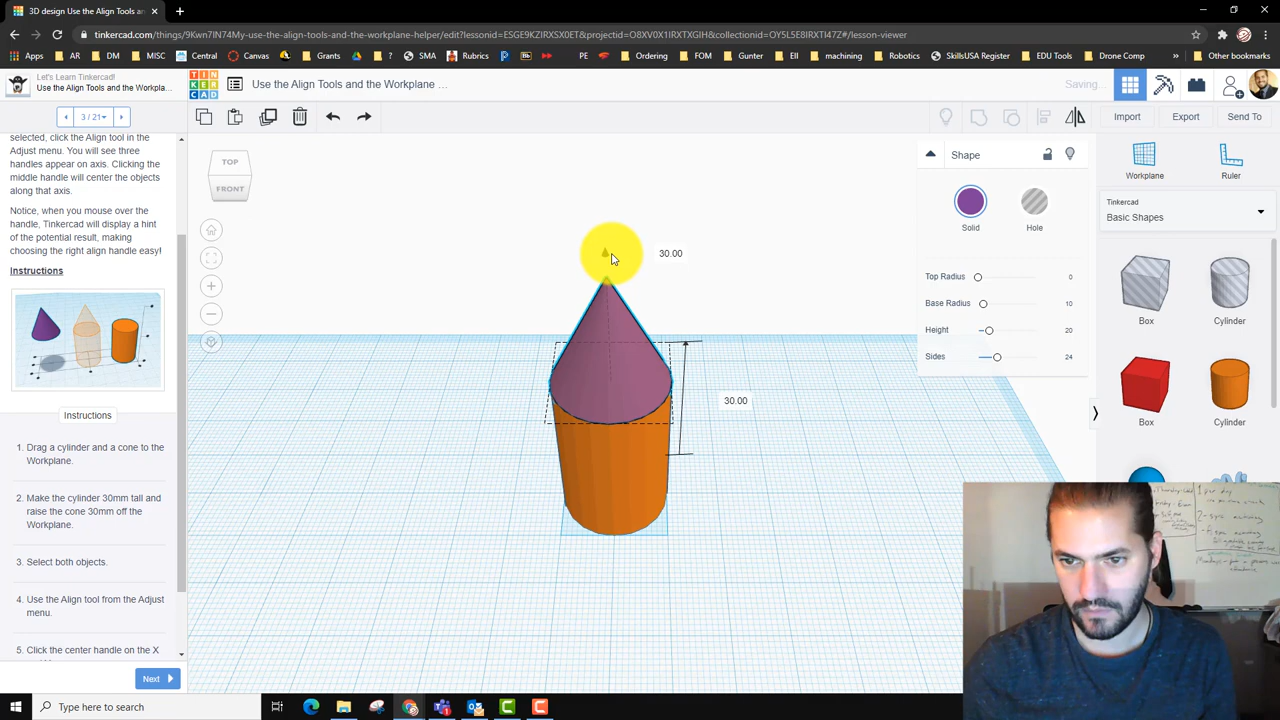 3D design Use the Align Tools an
tinkercad.com/things/9Kwn7lN74My-use-the-align-tools-and-the-workplane-helper/edit?lessonid=ESGE9KZIRXSX0ET&projectid=O8XV0X1IRXTXGIH&collectionid=OY5L5E8IRXTI47Z#/lesson-viewer
Apps
AR
DM
MISC
Central
Canvas
Grants
?
SMA
Robots
PE
FOM
Gunter
Ell
machining
Robotics
SkillsUSA Register
EDU Tools
Drone Comp
Other bookmarks
Let's Learn Tinkercad!
Use the Align Tools and the Workpla...
TIN
KER
CAD
Use the Align Tools and the Workplane ...
Saving...
3 / 21
Import
Export
Send To
selected, click the Align tool in the
Adjust menu. You will see three
handles appear on axis. Clicking the
middle handle will center the objects
along that axis.
Notice, when you mouse over the
handle, Tinkercad will display a hint
of the potential result, making
choosing the right align handle easy!
Instructions
Instructions
1. Drag a cylinder and a cone to the
Workplane.
2. Make the cylinder 30mm tall and
raise the cone 30mm off the
Workplane.
3. Select both objects.
4. Use the Align tool from the Adjust
menu.
5. Click the center handle on the X
Next
TOP
FRONT
30.00
30.00
Shape
Solid
Hole
Top Radius
0
Base Radius
10
Height
20
Sides
24
Workplane
Ruler
Tinkercad
Basic Shapes
Box
Cylinder
Box
Cylinder
Type here to search